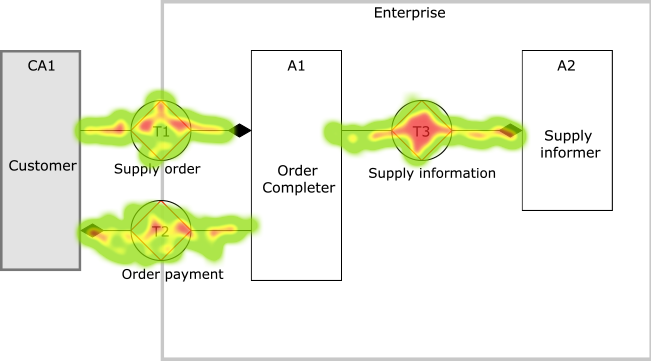 Enterprise
CA1
A1
A2
T1
T3
Customer
Supply order
Order
Completer
Supply information
Supply
informer
T2
Order payment